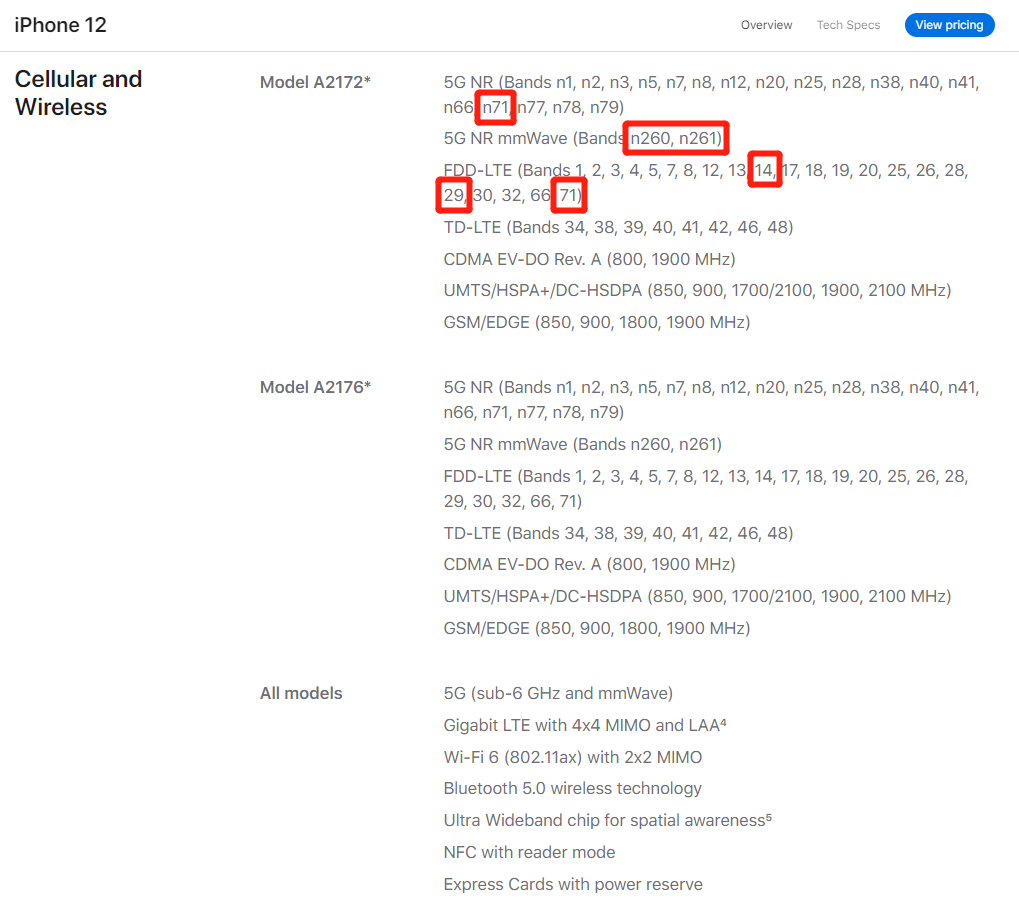 iPhone 12
Overview
Tech Specs
View pricing
Cellular and
Wireless
Model A2172*
5G NR (Bands n1, n2, n3, n5, n7, n8, n12, n20, n25, n28, n38, n40, n41,
n66, n71, n77, n78, n79)
5G NR mmWave (Bands n260, n261)
FDD-LTE (Bands 1, 2, 3, 4, 5, 7, 8, 12, 13, 14, 17, 18, 19, 20, 25, 26, 28,
29, 30, 32, 66, 71)
TD-LTE (Bands 34, 38, 39, 40, 41, 42, 46, 48)
CDMA EV-DO Rev. A (800, 1900 MHz)
UMTS/HSPA+/DC-HSDPA (850, 900, 1700/2100, 1900, 2100 MHz)
GSM/EDGE (850, 900, 1800, 1900 MHz)
Model A2176*
5G NR (Bands n1, n2, n3, n5, n7, n8, n12, n20, n25, n28, n38, n40, n41,
n66, n71, n77, n78, n79)
5G NR mmWave (Bands n260, n261)
FDD-LTE (Bands 1, 2, 3, 4, 5, 7, 8, 12, 13, 14, 17, 18, 19, 20, 25, 26, 28,
29, 30, 32, 66, 71)
TD-LTE (Bands 34, 38, 39, 40, 41, 42, 46, 48)
CDMA EV-DO Rev. A (800, 1900 MHz)
UMTS/HSPA+/DC-HSDPA (850, 900, 1700/2100, 1900, 2100 MHz)
GSM/EDGE (850, 900, 1800, 1900 MHz)
All models
5G (sub-6 GHz and mmWave)
Gigabit LTE with 4x4 MIMO and LAA⁴
Wi-Fi 6 (802.11ax) with 2x2 MIMO
Bluetooth 5.0 wireless technology
Ultra Wideband chip for spatial awareness⁵
NFC with reader mode
Express Cards with power reserve